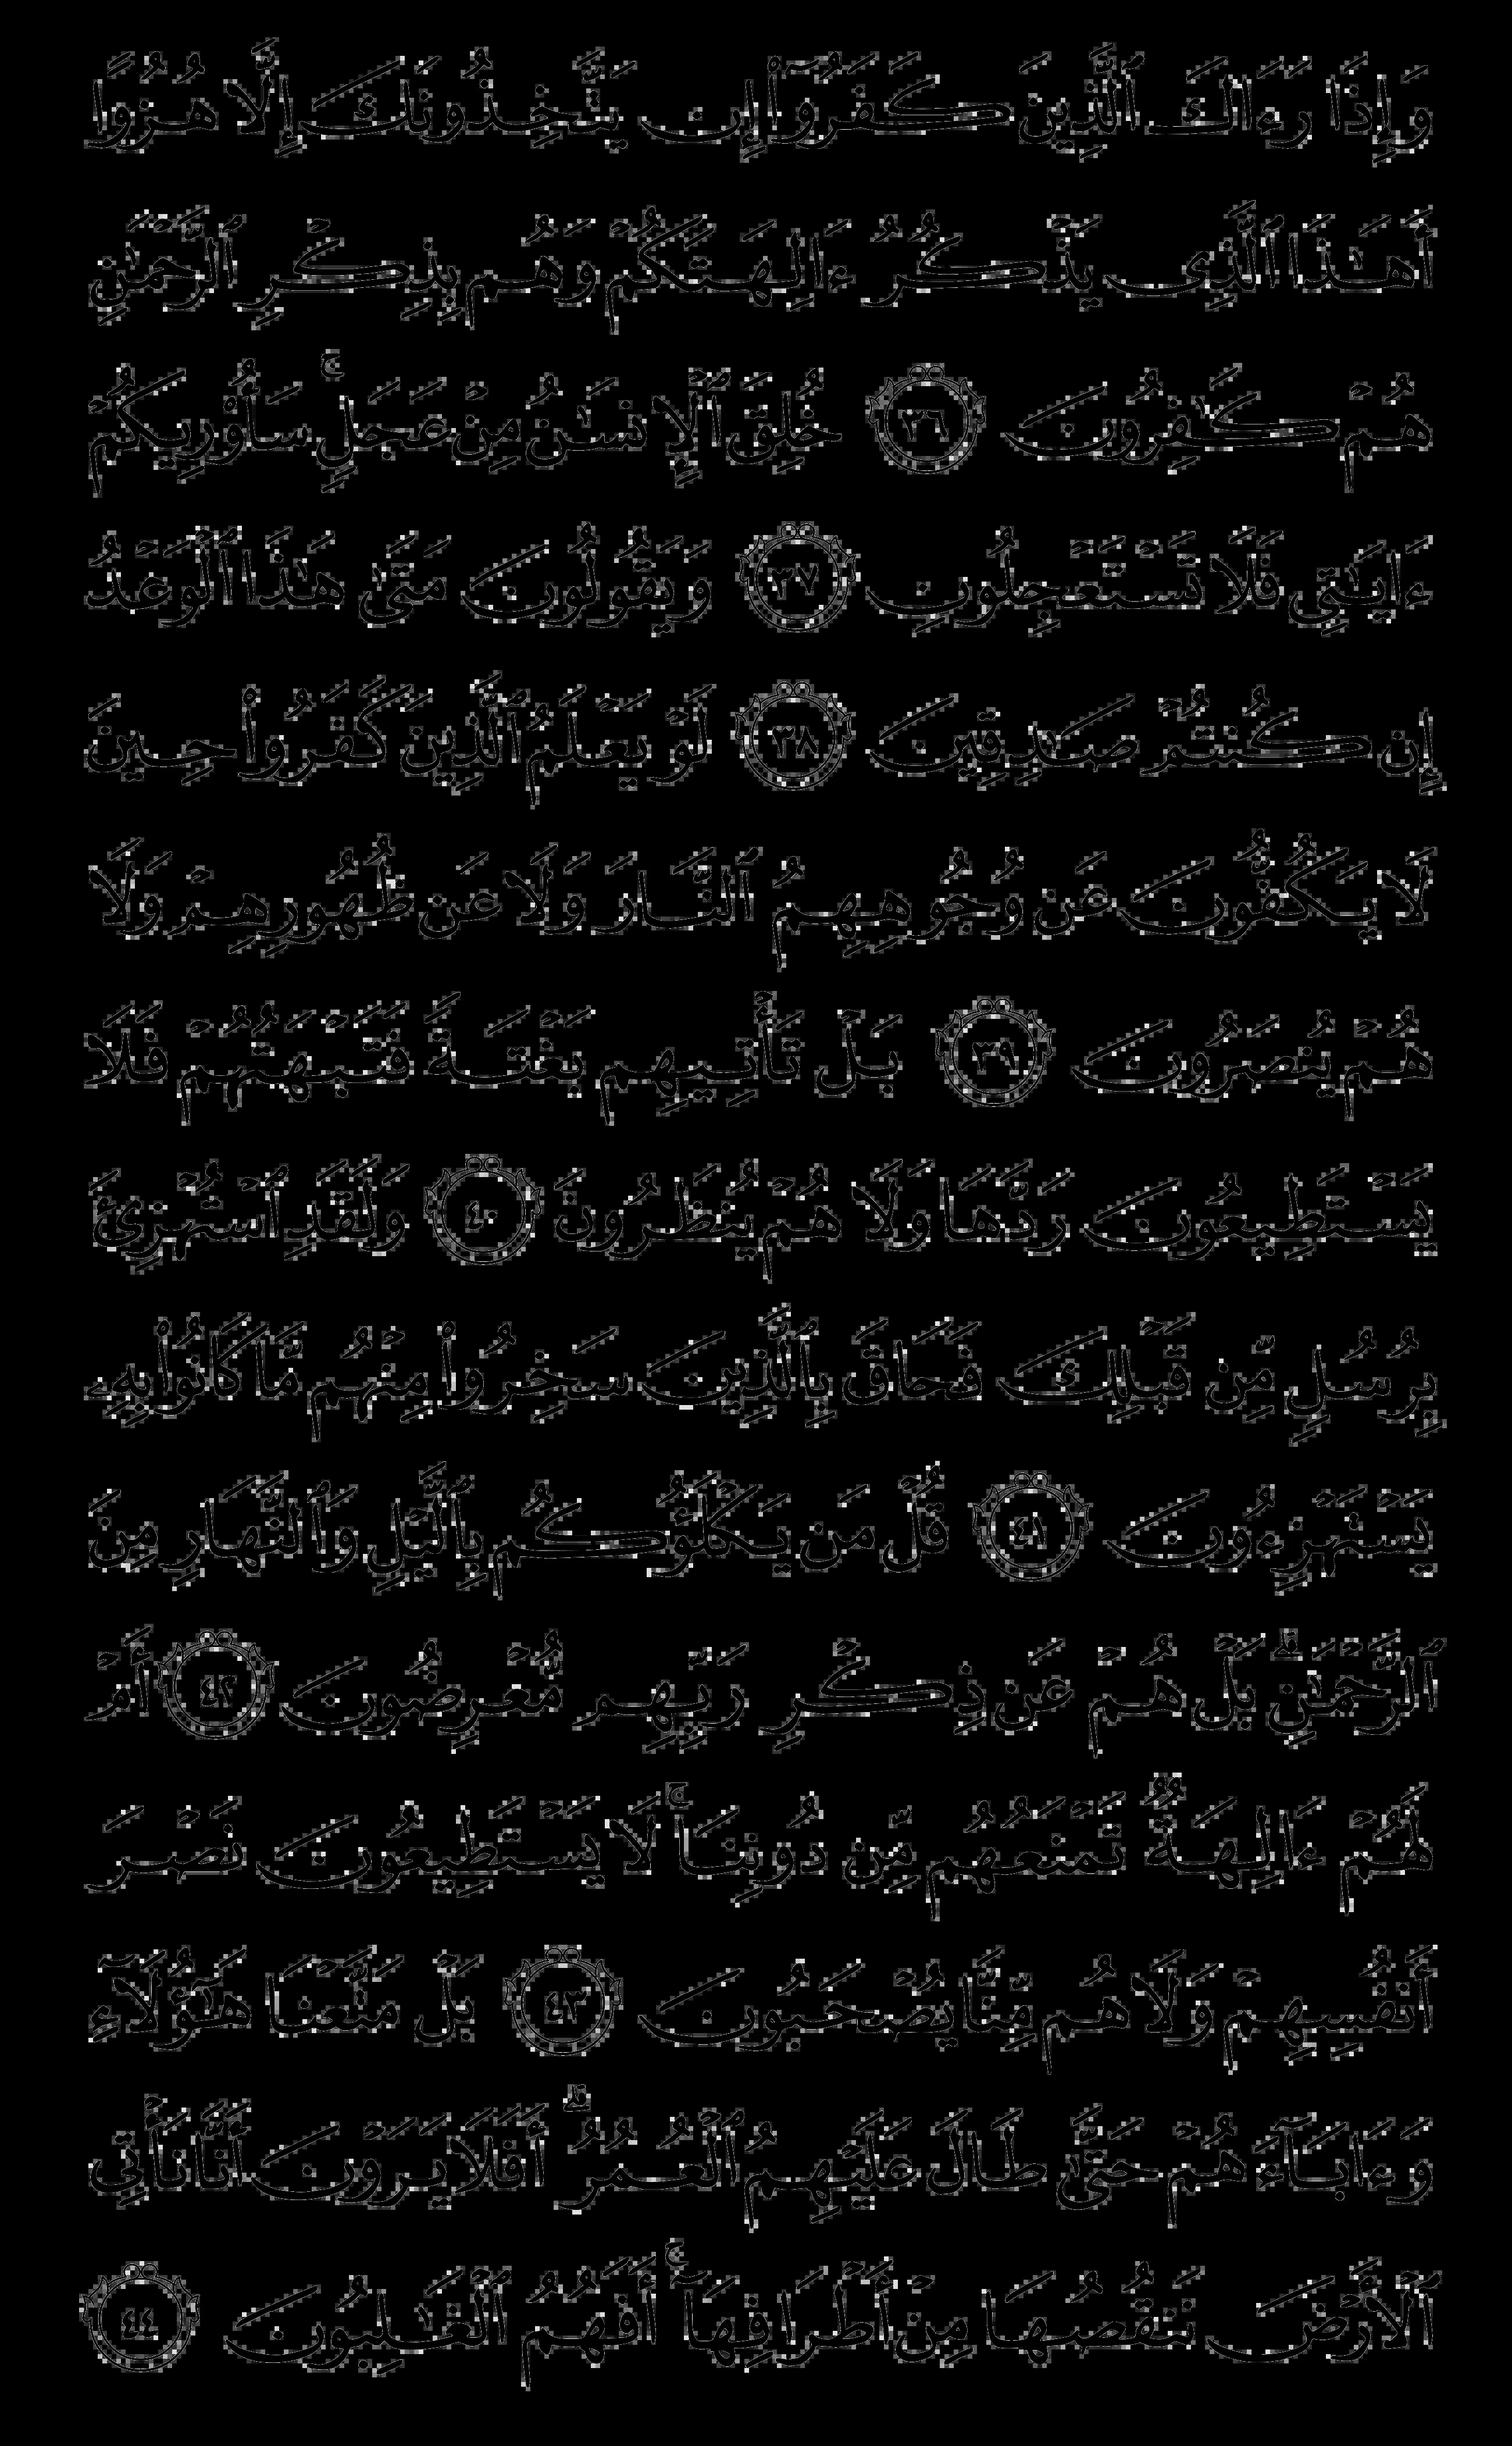 وَإِذَا رَءَاكَ ٱلَّذِينَ كَفَرُوٓا۟ إِن يَتَّخِذُونَكَ إِلَّا هُزُوًا
أَهَـٰذَا ٱلَّذِى يَذْكُرُ ءَالِهَتَكُمْ وَهُم بِذِكْرِ ٱلرَّحْمَـٰنِ
هُمْ كَـٰفِرُونَ ٣٦ خُلِقَ ٱلْإِنسَـٰنُ مِنْ عَجَلٍ ۚ سَأُو۟رِيكُمْ
ءَايَـٰتِى فَلَا تَسْتَعْجِلُونِ ٣٧ وَيَقُولُونَ مَتَىٰ هَـٰذَا ٱلْوَعْدُ
إِن كُنتُمْ صَـٰدِقِينَ ٣٨ لَوْ يَعْلَمُ ٱلَّذِينَ كَفَرُوا۟ حِينَ
لَا يَكُفُّونَ عَن وُجُوهِهِمُ ٱلنَّارَ وَلَا عَن ظُهُورِهِمْ وَلَا
هُمْ يُنصَرُونَ ٣٩ بَلْ تَأْتِيهِم بَغْتَةً فَتَبْهَتُهُمْ فَلَا
يَسْتَطِيعُونَ رَدَّهَا وَلَا هُمْ يُنظَرُونَ ٤٠ وَلَقَدِ ٱسْتُهْزِئَ
بِرُسُلٍ مِّن قَبْلِكَ فَحَاقَ بِٱلَّذِينَ سَخِرُوا۟ مِنْهُم مَّا كَانُوا۟ بِهِۦ
يَسْتَهْزِءُونَ ٤١ قُلْ مَن يَكْلَؤُكُم بِٱلَّيْلِ وَٱلنَّهَارِ مِنَ
ٱلرَّحْمَـٰنِ ۗ بَلْ هُمْ عَن ذِكْرِ رَبِّهِم مُّعْرِضُونَ ٤٢ أَمْ
لَهُمْ ءَالِهَةٌ تَمْنَعُهُم مِّن دُونِنَا ۚ لَا يَسْتَطِيعُونَ نَصْرَ
أَنفُسِهِمْ وَلَا هُم مِّنَّا يُصْحَبُونَ ٤٣ بَلْ مَتَّعْنَا هَـٰٓؤُلَآءِ
وَءَابَآءَهُمْ حَتَّىٰ طَالَ عَلَيْهِمُ ٱلْعُمُرُ ۗ أَفَلَا يَرَوْنَ أَنَّا نَأْتِى
ٱلْأَرْضَ نَنقُصُهَا مِنْ أَطْرَافِهَآ ۚ أَفَهُمُ ٱلْغَـٰلِبُونَ ٤٤